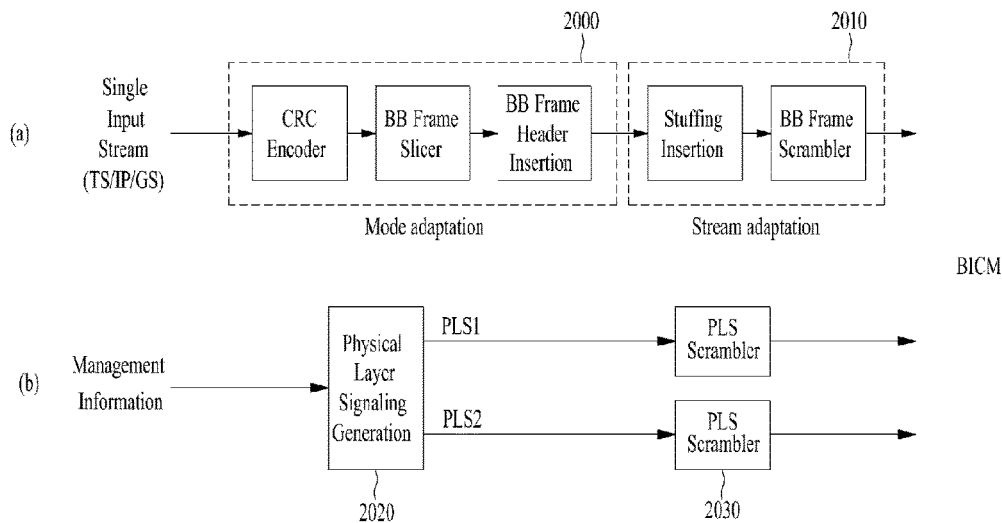 2000
2010
Single
Input
Stream
(TS/IP/GS)
(a)
CRC
Encoder
BB Frame
Slicer
BB Frame
Header
Insertion
Stuffing
Insertion
BB Frame
Scrambler
Mode adaptation
Stream adaptation
BICM
(b)
Management
Information
Physical
Layer
Signaling
Generation
PLS1
PLS2
PLS
Scrambler
PLS
Scrambler
2020
2030